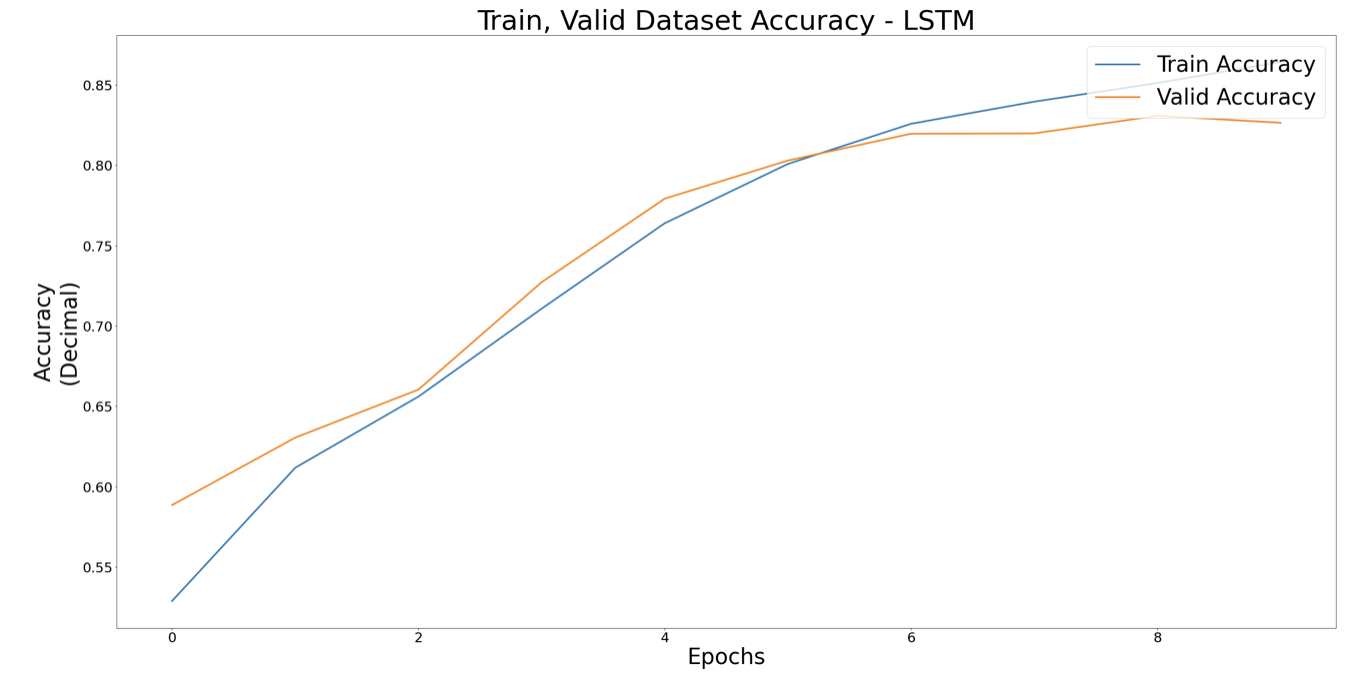 Train, Valid Dataset Accuracy - LSTM
Train Accuracy
Valid Accuracy
0.85
0.80
0.75
0.70
0.65
0.60
0.55
Accuracy
(Decimal)
0 2 4 6 8
Epochs